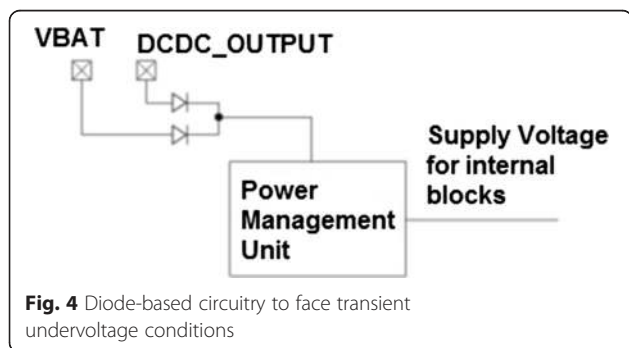 VBAT
DCDC_OUTPUT
Supply Voltage
for internal
blocks
Power
Management
Unit
Fig. 4 Diode-based circuitry to face transient
undervoltage conditions